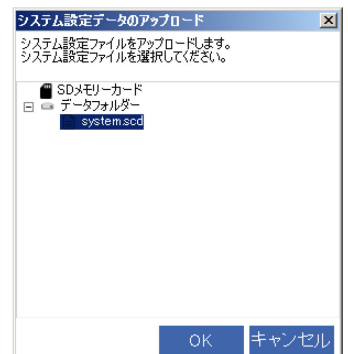 システム設定データのアップロード
システム設定ファイルをアップロードします。
システム設定ファイルを選択してください。
SDメモリーカード
データフォルダー
system.scd
OK
キャンセル